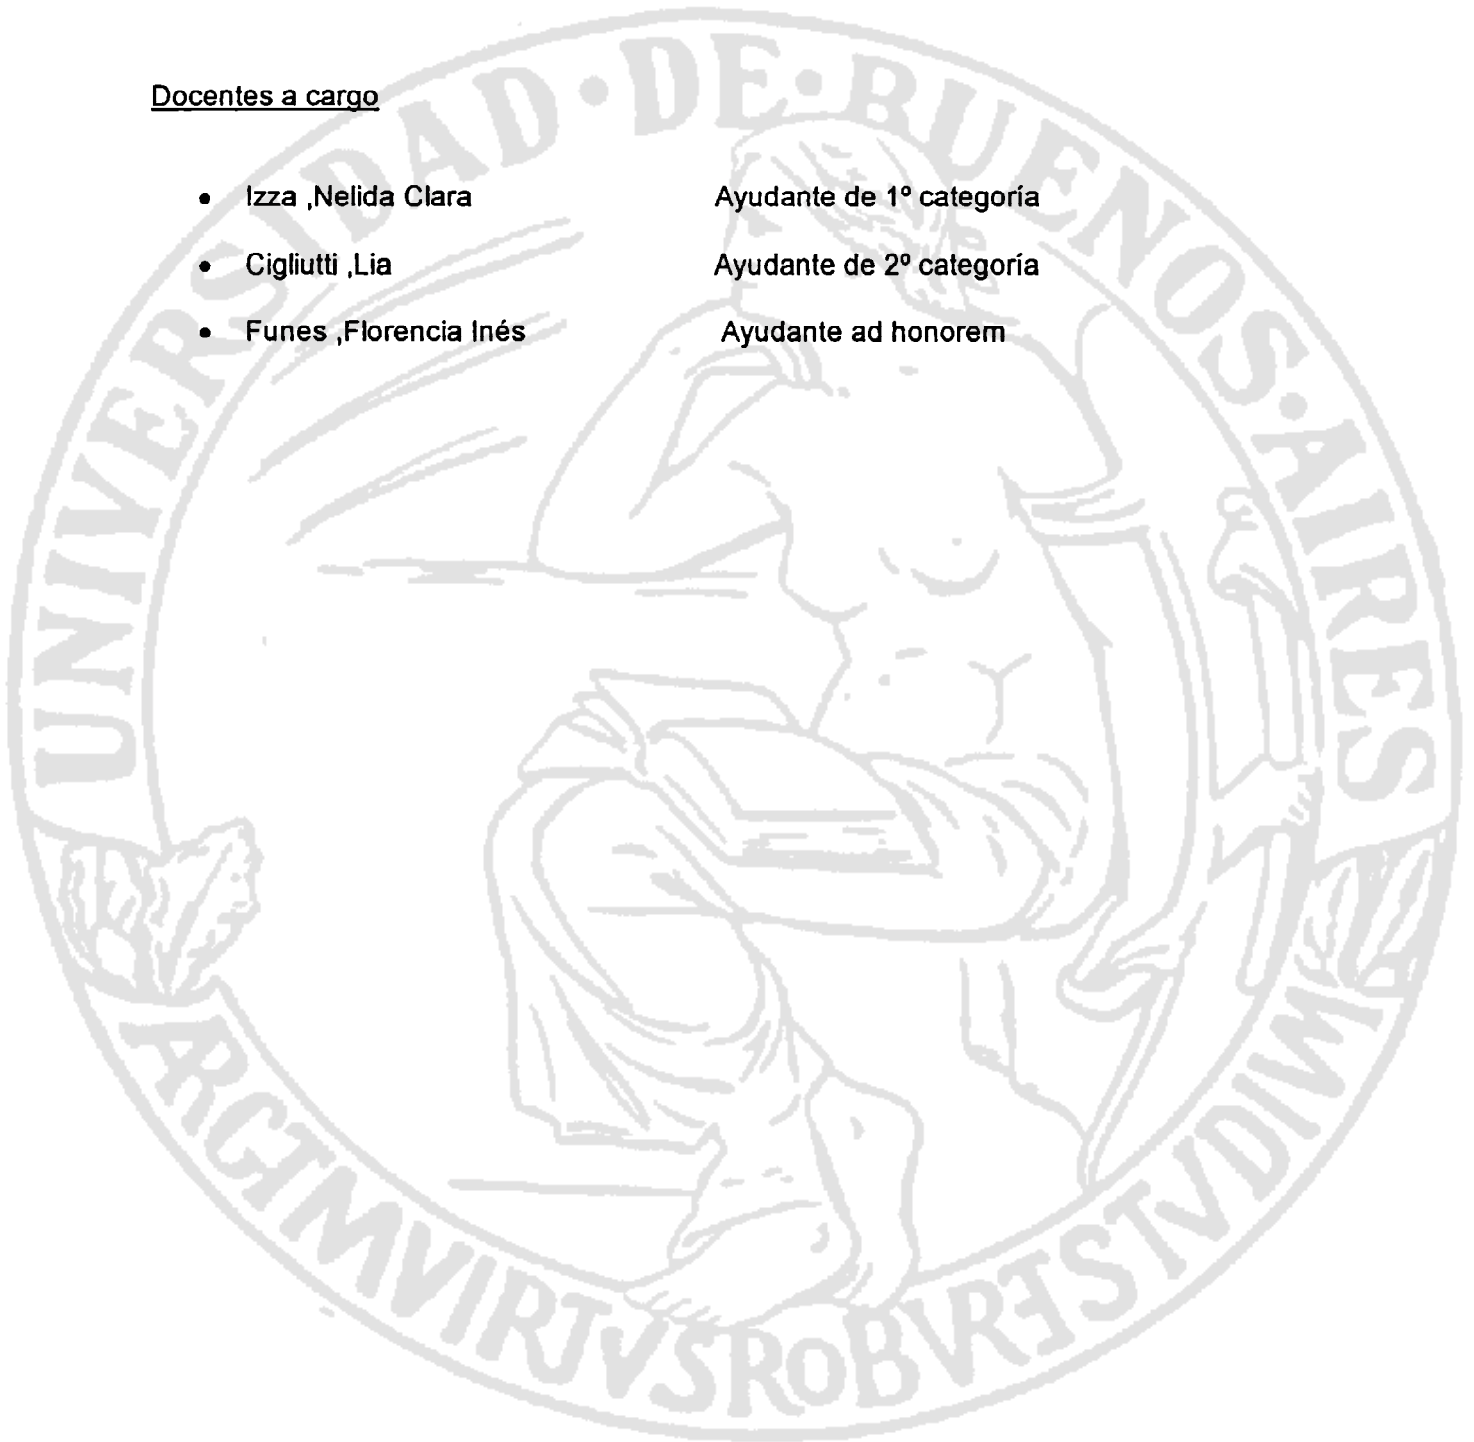 UNIVERSIDAD · DE · BUENOS · AIRES
Docentes a cargo
• Izza ,Nelida Clara Ayudante de 1º categoría
• Cigliutti ,Lia Ayudante de 2º categoría
• Funes ,Florencia Inés Ayudante ad honorem
ARGTMVIRTVSROBVRETSTVDIVM